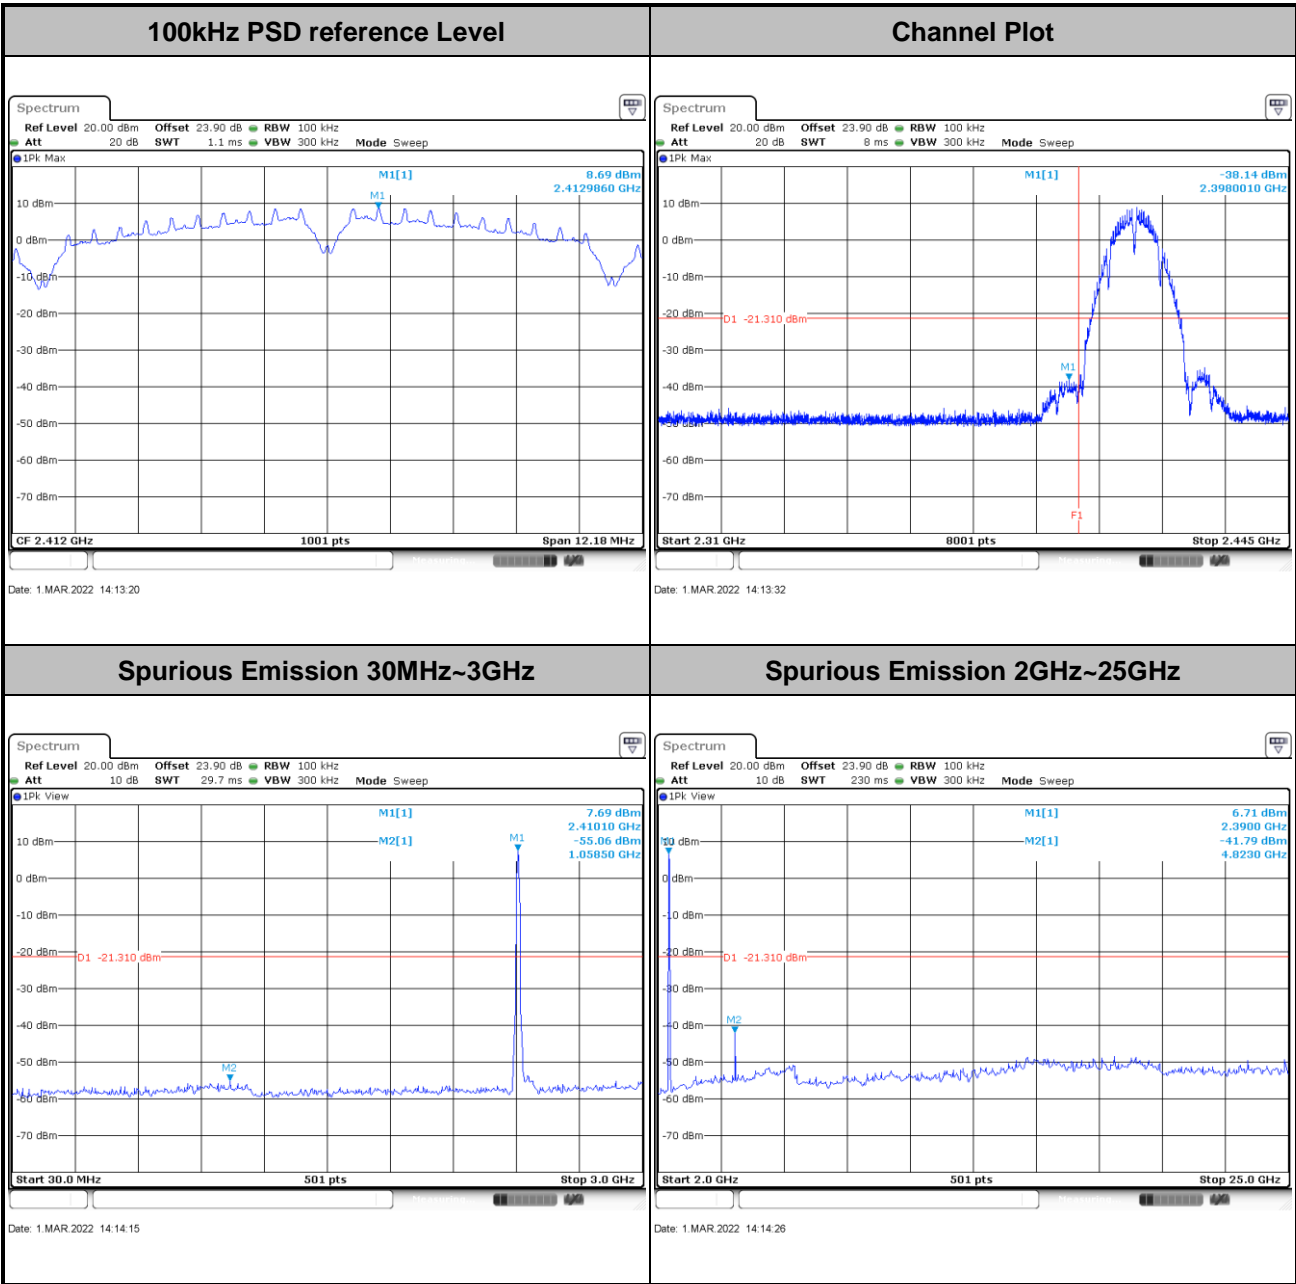 100kHz PSD reference Level
Channel Plot
Spectrum
Ref Level 20.00 dBm Offset 23.90 dB RBW 100 kHz
Att 20 dB SWT 1.1 ms VBW 300 kHz Mode Sweep
1Pk Max
M1[1] 8.69 dBm
2.4129860 GHz
M1
10 dBm
0 dBm
-10 dBm
-20 dBm
-30 dBm
-40 dBm
-50 dBm
-60 dBm
-70 dBm
CF 2.412 GHz 1001 pts Span 12.18 MHz
Date: 1.MAR.2022 14:13:20
Spectrum
Ref Level 20.00 dBm Offset 23.90 dB RBW 100 kHz
Att 20 dB SWT 8 ms VBW 300 kHz Mode Sweep
1Pk Max
M1[1] -38.14 dBm
2.3980010 GHz
10 dBm
0 dBm
-10 dBm
-20 dBm
D1 -21.310 dBm
-30 dBm
M1
-40 dBm
-50 dBm
-60 dBm
-70 dBm
F1
Start 2.31 GHz 8001 pts Stop 2.445 GHz
Date: 1.MAR.2022 14:13:32
Spurious Emission 30MHz~3GHz
Spurious Emission 2GHz~25GHz
Spectrum
Ref Level 20.00 dBm Offset 23.90 dB RBW 100 kHz
Att 10 dB SWT 29.7 ms VBW 300 kHz Mode Sweep
1Pk View
M1[1] 7.69 dBm
2.41010 GHz
M2[1] -55.06 dBm
1.05850 GHz
M1
10 dBm
0 dBm
-10 dBm
-20 dBm
D1 -21.310 dBm
-30 dBm
-40 dBm
-50 dBm
M2
-60 dBm
-70 dBm
Start 30.0 MHz 501 pts Stop 3.0 GHz
Date: 1.MAR.2022 14:14:15
Spectrum
Ref Level 20.00 dBm Offset 23.90 dB RBW 100 kHz
Att 10 dB SWT 230 ms VBW 300 kHz Mode Sweep
1Pk View
M1[1] 6.71 dBm
2.3900 GHz
M2[1] -41.79 dBm
4.8230 GHz
10 dBm
0 dBm
-10 dBm
-20 dBm
D1 -21.310 dBm
-30 dBm
M2
-40 dBm
-50 dBm
-60 dBm
-70 dBm
Start 2.0 GHz 501 pts Stop 25.0 GHz
Date: 1.MAR.2022 14:14:26